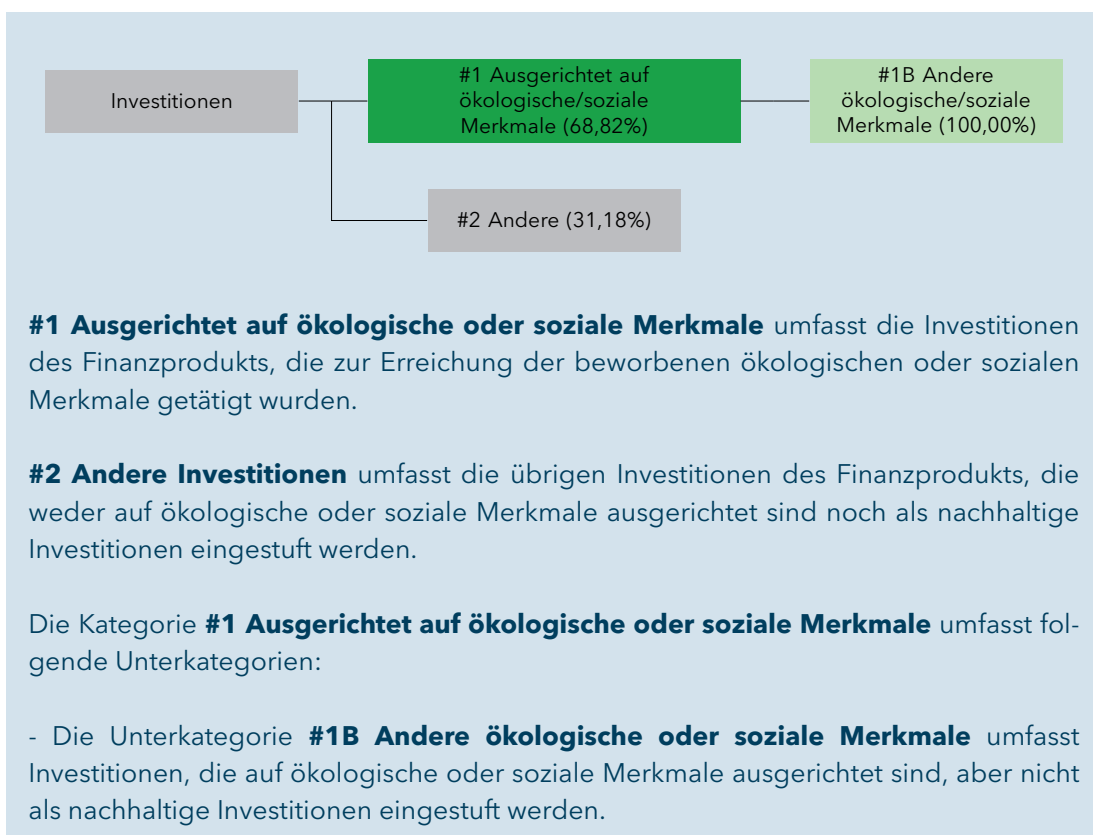 Investitionen
#1 Ausgerichtet auf
ökologische/soziale
Merkmale (68,82%)
#1B Andere
ökologische/soziale
Merkmale (100,00%)
#2 Andere (31,18%)
#1 Ausgerichtet auf ökologische oder soziale Merkmale umfasst die Investitionen
des Finanzprodukts, die zur Erreichung der beworbenen ökologischen oder sozialen
Merkmale getätigt wurden.
#2 Andere Investitionen umfasst die übrigen Investitionen des Finanzprodukts, die
weder auf ökologische oder soziale Merkmale ausgerichtet sind noch als nachhaltige
Investitionen eingestuft werden.
Die Kategorie #1 Ausgerichtet auf ökologische oder soziale Merkmale umfasst fol-
gende Unterkategorien:
- Die Unterkategorie #1B Andere ökologische oder soziale Merkmale umfasst
Investitionen, die auf ökologische oder soziale Merkmale ausgerichtet sind, aber nicht
als nachhaltige Investitionen eingestuft werden.